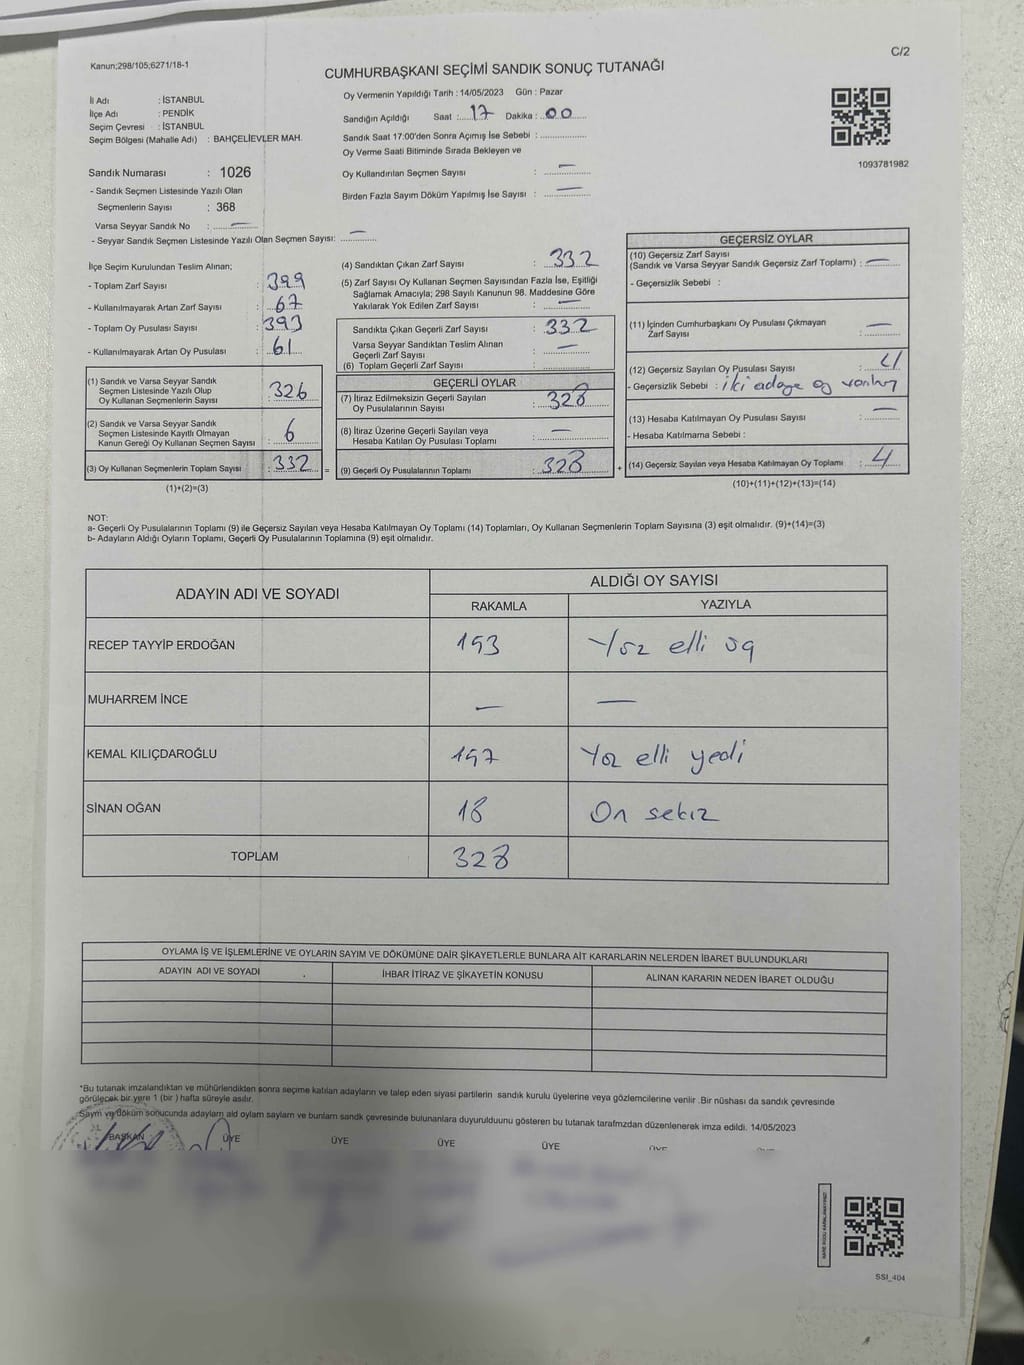 Kanun;298/105;6271/18-1
C/2
CUMHURBAŞKANI SEÇİMİ SANDIK SONUÇ TUTANAĞI
İl Adı : İSTANBUL
İlçe Adı : PENDİK
Seçim Çevresi : İSTANBUL
Seçim Bölgesi (Mahalle Adı) : BAHÇELİEVLER MAH.
Sandık Numarası : 1026
- Sandık Seçmen Listesinde Yazılı Olan
Seçmenlerin Sayısı : 368
Varsa Seyyar Sandık No : —
- Seyyar Sandık Seçmen Listesinde Yazılı Olan Seçmen Sayısı: —
Oy Vermenin Yapıldığı Tarih : 14/05/2023 Gün : Pazar
Sandığın Açıldığı Saat : 17 Dakika : 00
Sandık Saat 17:00'den Sonra Açımış İse Sebebi :
Oy Verme Saati Bitiminde Sırada Bekleyen ve
Oy Kullandırılan Seçmen Sayısı : —
Birden Fazla Sayım Döküm Yapılmış İse Sayısı : —
1093781982
İlçe Seçim Kurulundan Teslim Alınan;
- Toplam Zarf Sayısı : 399
- Kullanılmayarak Artan Zarf Sayısı : 67
- Toplam Oy Pusulası Sayısı : 393
- Kullanılmayarak Artan Oy Pusulası : 61
(1) Sandık ve Varsa Seyyar Sandık
Seçmen Listesinde Yazılı Olup
Oy Kullanan Seçmenlerin Sayısı : 326
(2) Sandık ve Varsa Seyyar Sandık
Seçmen Listesinde Kayıtlı Olmayan
Kanun Gereği Oy Kullanan Seçmen Sayısı : 6
(3) Oy Kullanan Seçmenlerin Toplam Sayısı : 332
(1)+(2)=(3)
=
(4) Sandıktan Çıkan Zarf Sayısı : 332
(5) Zarf Sayısı Oy Kullanan Seçmen Sayısından Fazla İse, Eşitliği
Sağlamak Amacıyla; 298 Sayılı Kanunun 98. Maddesine Göre
Yakılarak Yok Edilen Zarf Sayısı : —
Sandıkta Çıkan Geçerli Zarf Sayısı : 332
Varsa Seyyar Sandıktan Teslim Alınan
Geçerli Zarf Sayısı : —
(6) Toplam Geçerli Zarf Sayısı :
GEÇERLİ OYLAR
(7) İtiraz Edilmeksizin Geçerli Sayılan
Oy Pusulalarının Sayısı : 328
(8) İtiraz Üzerine Geçerli Sayılan veya
Hesaba Katılan Oy Pusulası Toplamı : —
(9) Geçerli Oy Pusulalarının Toplamı : 328
+
GEÇERSİZ OYLAR
(10) Geçersiz Zarf Sayısı
(Sandık ve Varsa Seyyar Sandık Geçersiz Zarf Toplamı) : —
- Geçersizlik Sebebi :
(11) İçinden Cumhurbaşkanı Oy Pusulası Çıkmayan
Zarf Sayısı : —
(12) Geçersiz Sayılan Oy Pusulası Sayısı : 4
- Geçersizlik Sebebi : iki adaya oy
(13) Hesaba Katılmayan Oy Pusulası Sayısı : —
- Hesaba Katılmama Sebebi :
(14) Geçersiz Sayılan veya Hesaba Katılmayan Oy Toplamı : 4
(10)+(11)+(12)+(13)=(14)
NOT:
a- Geçerli Oy Pusulalarının Toplamı (9) ile Geçersiz Sayılan veya Hesaba Katılmayan Oy Toplamı (14) Toplamları, Oy Kullanan Seçmenlerin Toplam Sayısına (3) eşit olmalıdır. (9)+(14)=(3)
b- Adayların Aldığı Oyların Toplamı, Geçerli Oy Pusulalarının Toplamına (9) eşit olmalıdır.
ADAYIN ADI VE SOYADI
ALDIĞI OY SAYISI
RAKAMLA YAZIYLA
RECEP TAYYİP ERDOĞAN 153 Yüz elli üç
MUHARREM İNCE — —
KEMAL KILIÇDAROĞLU 157 Yüz elli yedi
SİNAN OĞAN 18 On sekiz
TOPLAM 328
OYLAMA İŞ VE İŞLEMLERİNE VE OYLARIN SAYIM VE DÖKÜMÜNE DAİR ŞİKAYETLERLE BUNLARA AİT KARARLARIN NELERDEN İBARET BULUNDUKLARI
ADAYIN ADI VE SOYADI İHBAR İTİRAZ VE ŞİKAYETİN KONUSU ALINAN KARARIN NEDEN İBARET OLDUĞU
*Bu tutanak imzalandıktan ve mühürlendikten sonra seçime katılan adayların ve talep eden siyasi partilerin sandık kurulu üyelerine veya gözlemcilerine verilir .Bir nüshası da sandık çevresinde
görülecek bir yere 1 (bir ) hafta süreyle asılır.
Sayım ve döküm sonucunda adayların ald oylam sayların ve bunlarn sandk çevresinde bulunanlara duyurulduunu gösteren bu tutanak tarafmzdan düzenlenerek imza edildi. 14/05/2023
BAŞKAN ÜYE ÜYE ÜYE ÜYE
SSI_404